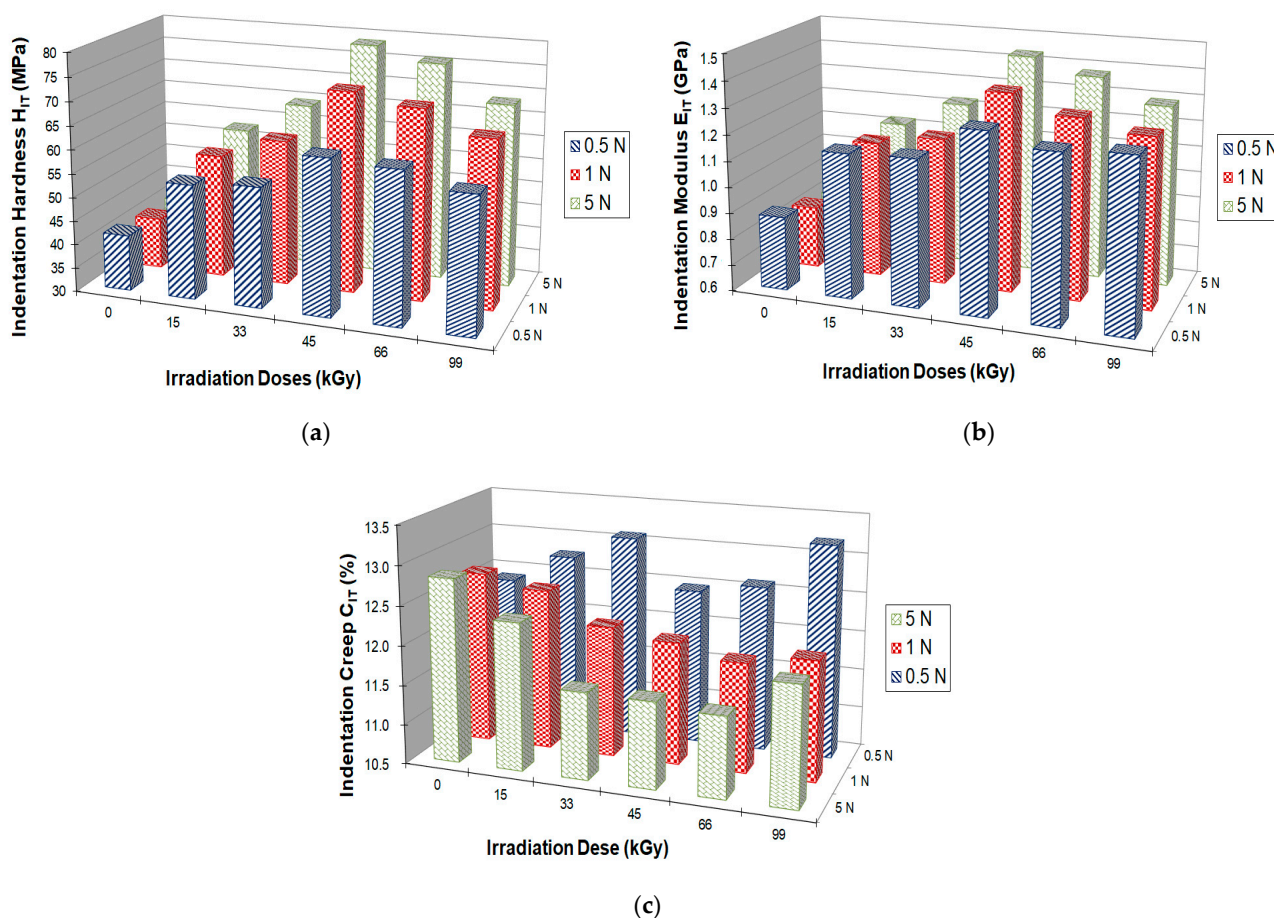 Indentation Hardness HIT (MPa)
80
75
70
65
60
55
50
45
40
35
30
0
15
33
45
66
99
5 N
1 N
0.5 N
Irradiation Doses (kGy)
0.5 N
1 N
5 N
(a)
Indentation Modulus EIT (GPa)
1.5
1.4
1.3
1.2
1.1
1.0
0.9
0.8
0.7
0.6
0
15
33
45
66
99
5 N
1 N
0.5 N
Irradiation Doses (kGy)
0.5 N
1 N
5 N
(b)
Indentation Creep CIT (%)
13.5
13.0
12.5
12.0
11.5
11.0
10.5
0
15
33
45
66
99
0.5 N
1 N
5 N
Irradiation Dese (kGy)
5 N
1 N
0.5 N
(c)